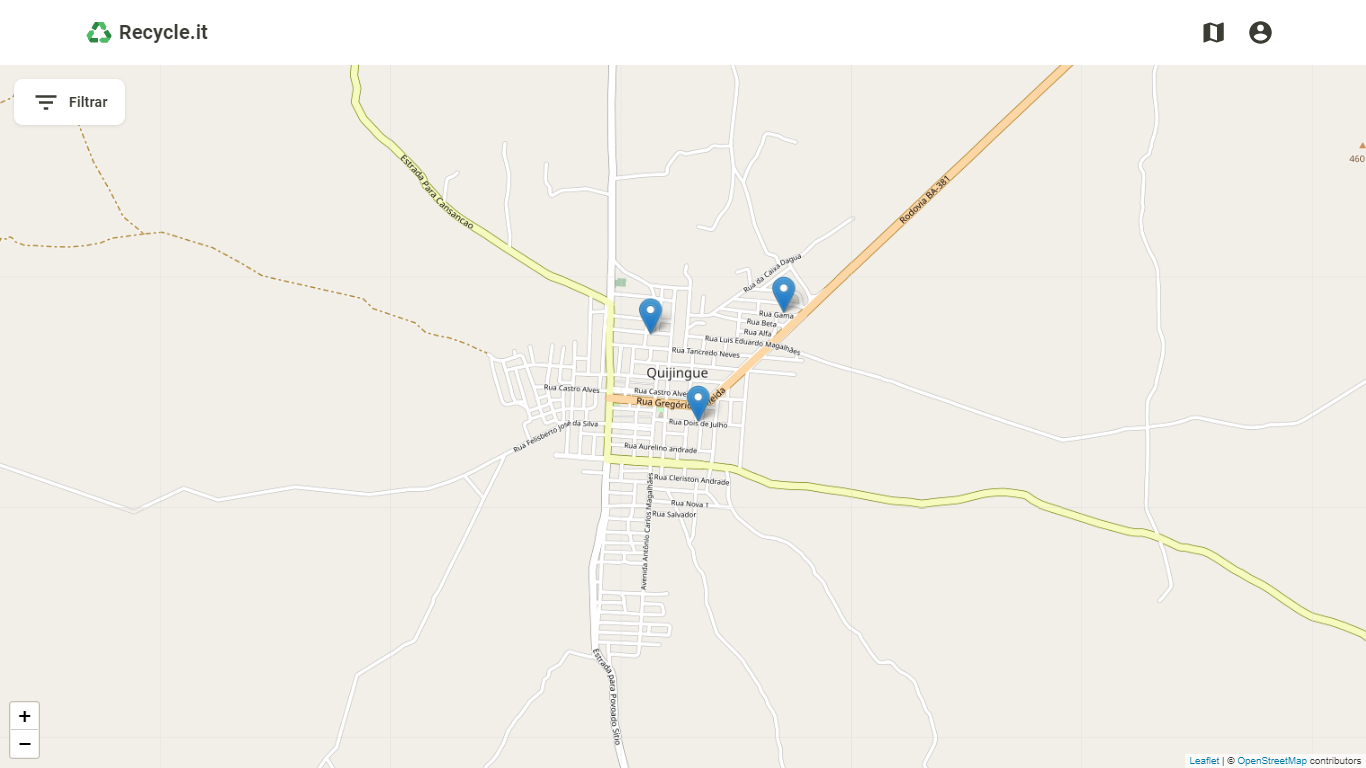 Recycle.it
Filtrar
460
Estrada Para Cansancao
Rodovia BA-381
Rua da Caixa Dagua
Rua Gama
Rua Beta
Rua Alfa
Rua Luis Eduardo Magalhães
Rua Tancredo Neves
Quijingue
Rua Castro Alves
Rua Castro Alves
Rua Gregório
Rua Dois de Julho
Rua Felisberto José da Silva
Rua Aurelino andrade
Rua Cleriston Andrade
Rua Nova 1
Rua Salvador
Avenida Antônio Carlos Magalhães
Estrada para Povoado Sitio
+
−
Leaflet | © OpenStreetMap contributors